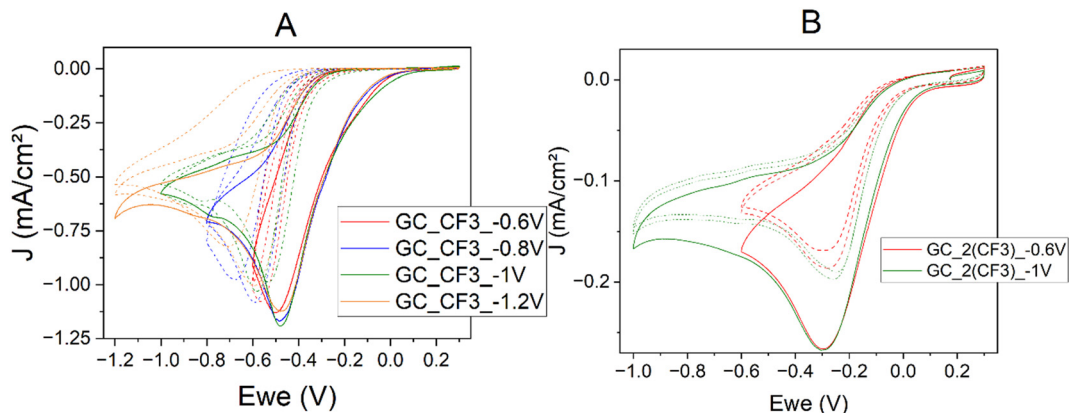 A
0.00
-0.25
-0.50
-0.75
-1.00
-1.25
J (mA/cm²)
-1.2 -1.0 -0.8 -0.6 -0.4 -0.2 0.0 0.2
Ewe (V)
GC_CF3_-0.6V
GC_CF3_-0.8V
GC_CF3_-1V
GC_CF3_-1.2V
B
0.0
-0.1
-0.2
J (mA/cm²)
-1.0 -0.8 -0.6 -0.4 -0.2 0.0 0.2
Ewe (V)
GC_2(CF3)_-0.6V
GC_2(CF3)_-1V